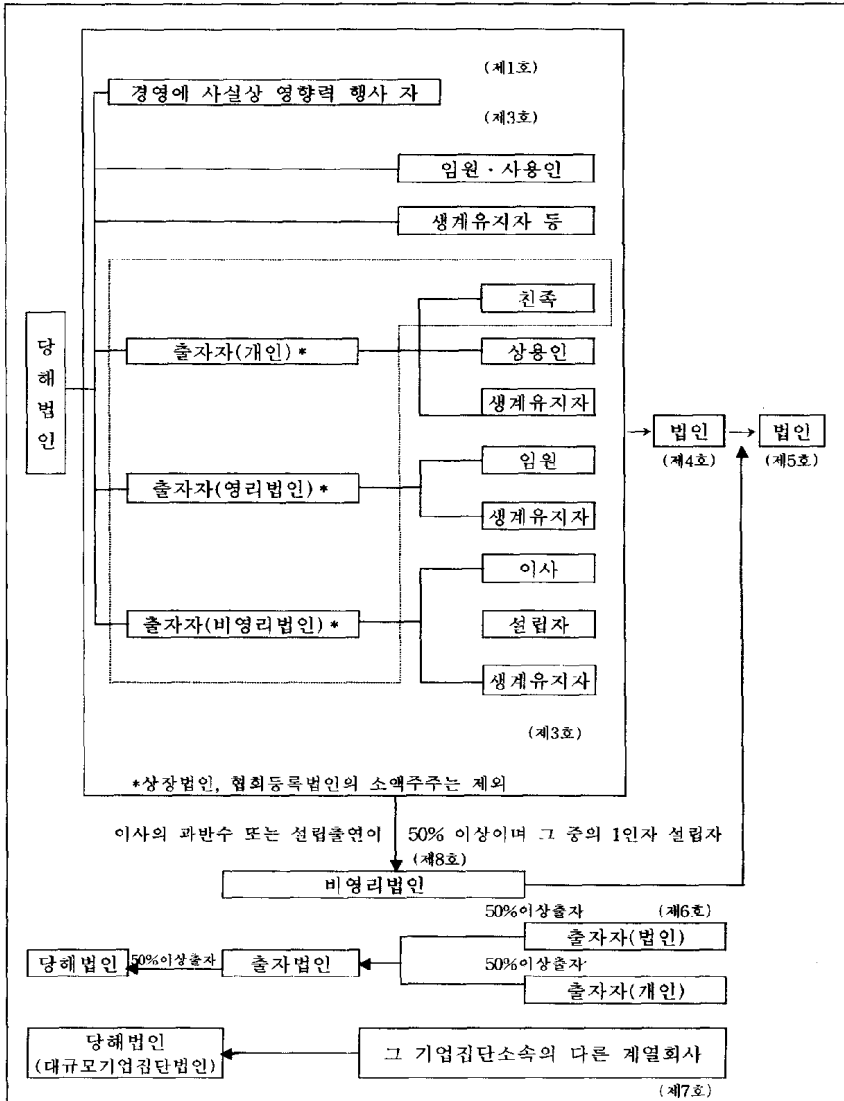 (제1호)
경영에 사실상 영향력 행사 자
(제3호)
임원 · 사용인
생계유지자 등
친족
당해법인
출자자(개인) *
상용인
생계유지자
법인
법인
(제4호)
(제5호)
임원
출자자(영리법인) *
생계유지자
이사
출자자(비영리법인) *
설립자
생계유지자
(제3호)
*상장법인, 협회등록법인의 소액주주는 제외
이사의 과반수 또는 설립출연이 50% 이상이며 그 중의 1인자 설립자
(제8호)
비영리법인
50%이상출자 (제6호)
출자자(법인)
당해법인 50%이상출자 출자법인
50%이상출자
출자자(개인)
당해법인
(대규모기업집단법인)
그 기업집단소속의 다른 계열회사
(제7호)